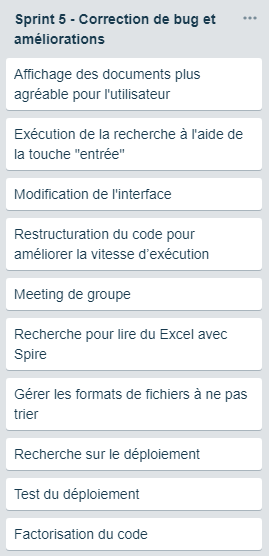 Sprint 5 - Correction de bug et
améliorations
Affichage des documents plus
agréable pour l'utilisateur
Exécution de la recherche à l'aide de
la touche "entrée"
Modification de l'interface
Restructuration du code pour
améliorer la vitesse d’exécution
Meeting de groupe
Recherche pour lire du Excel avec
Spire
Gérer les formats de fichiers à ne pas
trier
Recherche sur le déploiement
Test du déploiement
Factorisation du code